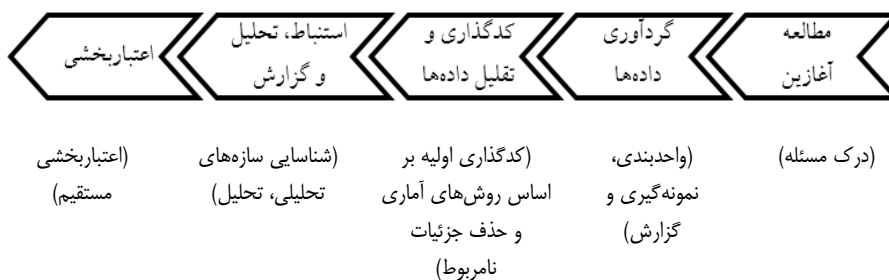 مطالعه
آغازین
گردآوری
داده‌ها
کدگذاری و
تقلیل داده‌ها
استنباط، تحلیل
و گزارش
اعتباربخشی
(درک مسئله)
(واحدبندی،
نمونه‌گیری و
گزارش)
(کدگذاری اولیه بر
اساس روش‌های آماری
و حذف جزئیات
نامربوط)
(شناسایی سازه‌های
تحلیلی، تحلیل)
(اعتباربخشی
مستقیم)